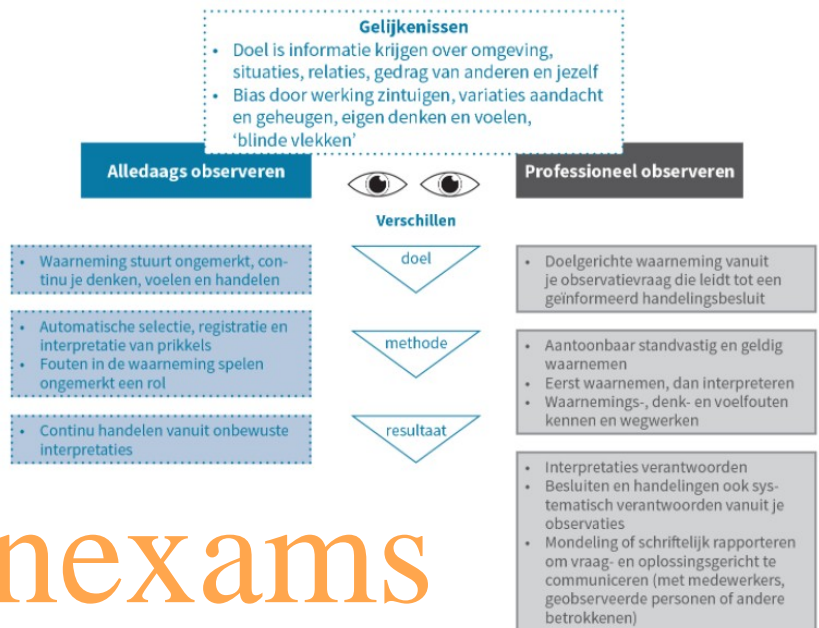 Gelijkenissen
• Doel is informatie krijgen over omgeving,
situaties, relaties, gedrag van anderen en jezelf
• Bias door werking zintuigen, variaties aandacht
en geheugen, eigen denken en voelen,
‘blinde vlekken’
Alledaags observeren
Professioneel observeren
Verschillen
• Waarneming stuurt ongemerkt, con-
tinu je denken, voelen en handelen
doel
• Doelgerichte waarneming vanuit
je observatievraag die leidt tot een
geïnformeerd handelingsbesluit
• Automatische selectie, registratie en
interpretatie van prikkels
• Fouten in de waarneming spelen
ongemerkt een rol
methode
• Aantoonbaar standvastig en geldig
waarnemen
• Eerst waarnemen, dan interpreteren
• Waarnemings-, denk- en voelfouten
kennen en wegwerken
• Continu handelen vanuit onbewuste
interpretaties
resultaat
• Interpretaties verantwoorden
• Besluiten en handelingen ook sys-
tematisch verantwoorden vanuit je
observaties
• Mondeling of schriftelijk rapporteren
om vraag- en oplossingsgericht te
communiceren (met medewerkers,
geobserveerde personen of andere
betrokkenen)
nexams